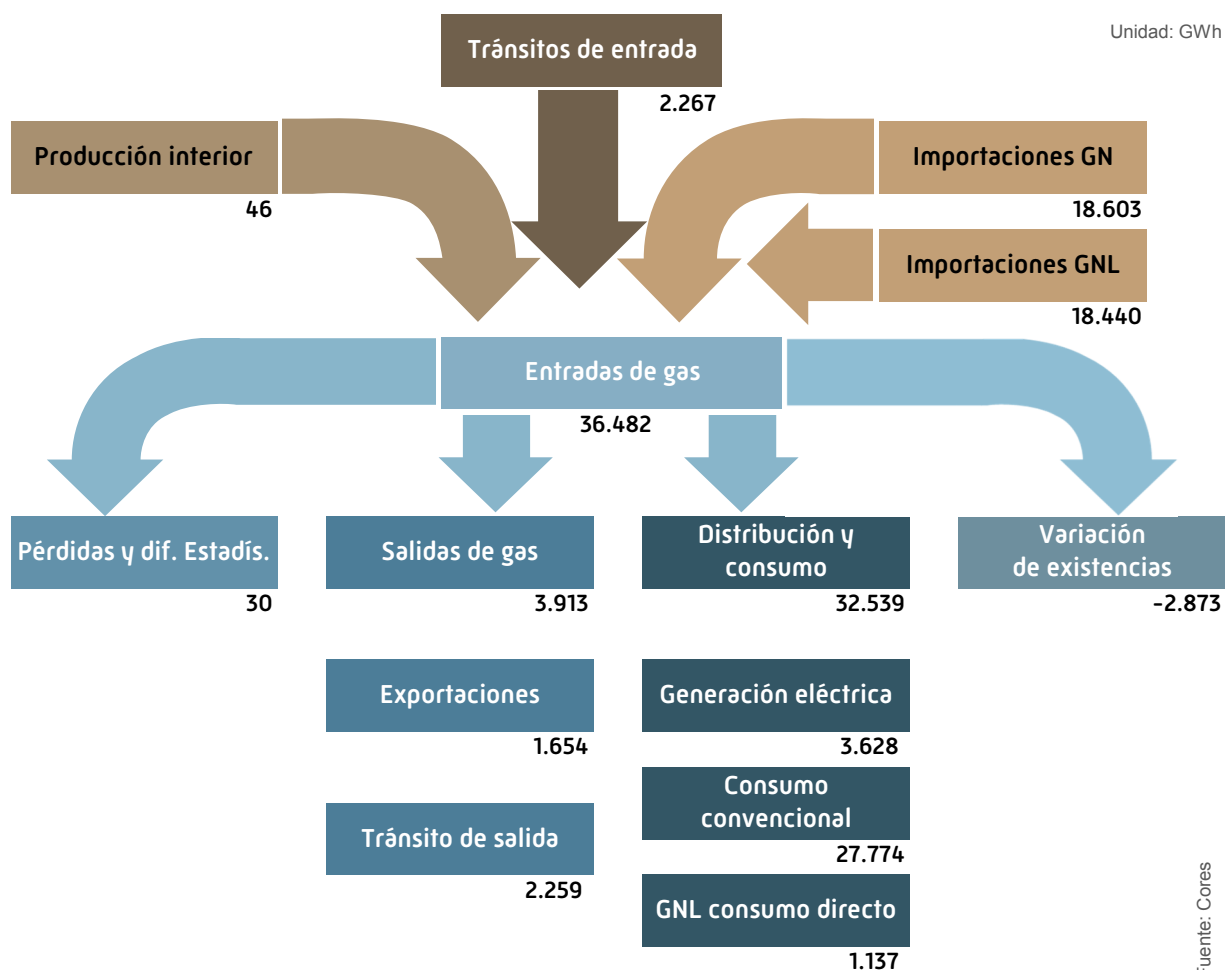 Unidad: GWh
Tránsitos de entrada
2.267
Producción interior
46
Importaciones GN
18.603
Importaciones GNL
18.440
Entradas de gas
36.482
Pérdidas y dif. Estadís.
30
Salidas de gas
3.913
Distribución y
consumo
32.539
Variación
de existencias
-2.873
Exportaciones
1.654
Generación eléctrica
3.628
Consumo
convencional
27.774
Tránsito de salida
2.259
GNL consumo directo
1.137
Fuente: Cores